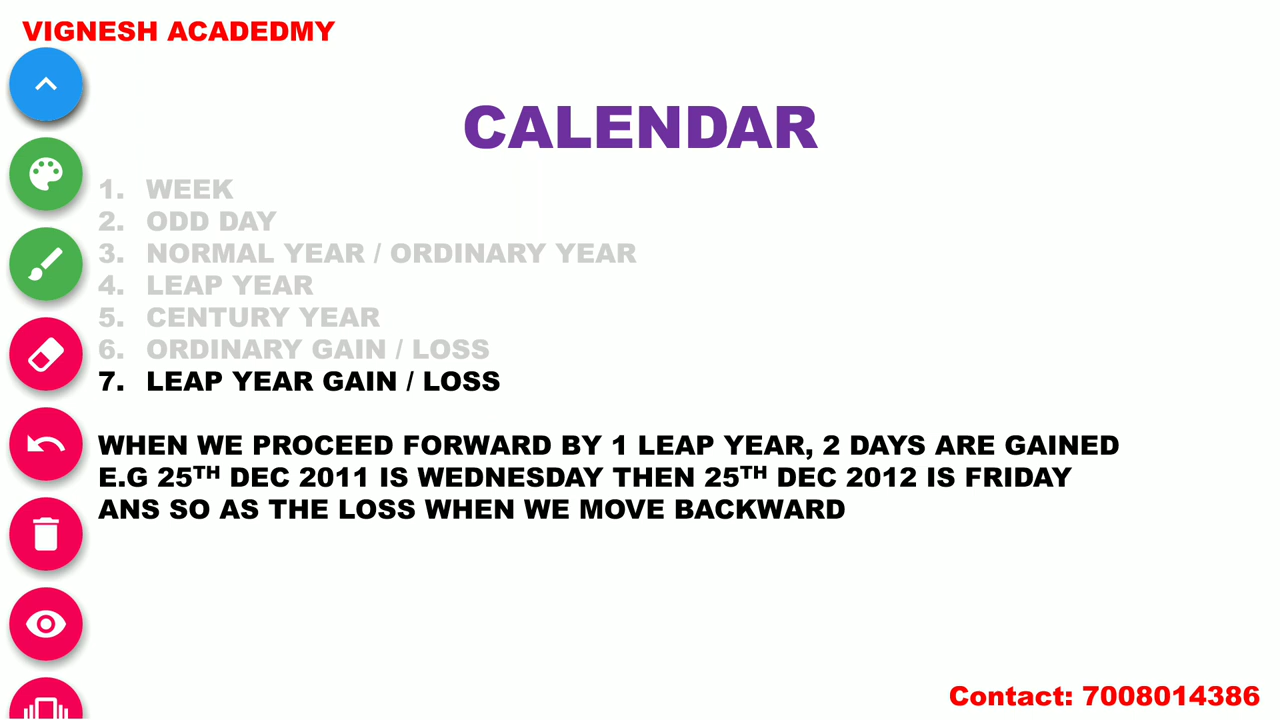 VIGNESH ACADEDMY
CALENDAR
1. WEEK
2. ODD DAY
3. NORMAL YEAR / ORDINARY YEAR
4. LEAP YEAR
5. CENTURY YEAR
6. ORDINARY GAIN / LOSS
7. LEAP YEAR GAIN / LOSS
WHEN WE PROCEED FORWARD BY 1 LEAP YEAR, 2 DAYS ARE GAINED
E.G 25TH DEC 2011 IS WEDNESDAY THEN 25TH DEC 2012 IS FRIDAY
ANS SO AS THE LOSS WHEN WE MOVE BACKWARD
Contact: 7008014386